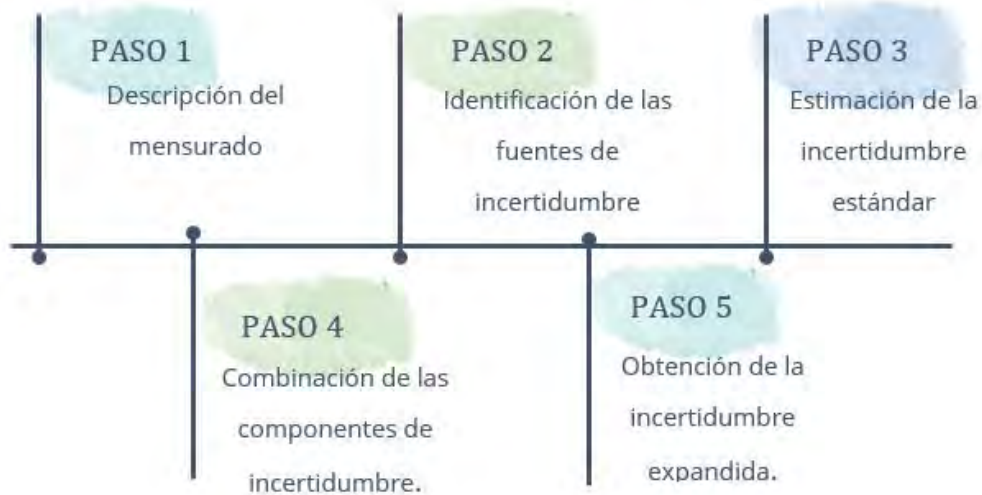 PASO 1
Descripción del
mensurado
PASO 2
Identificación de las
fuentes de
incertidumbre
PASO 3
Estimación de la
incertidumbre
estándar
PASO 4
Combinación de las
componentes de
incertidumbre.
PASO 5
Obtención de la
incertidumbre
expandida.